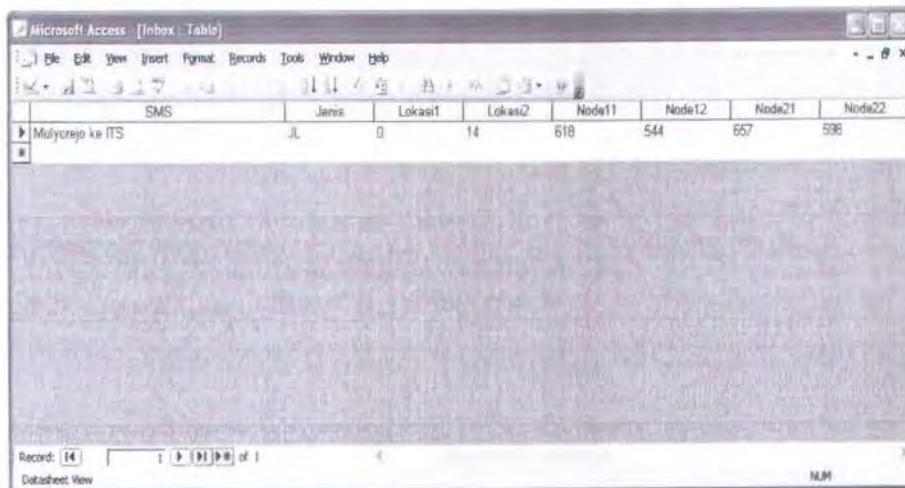 Microsoft Access - [Inbox : Table]
File Edit View Insert Format Records Tools Window Help
SMS Jenis Lokasi1 Lokasi2 Node11 Node12 Node21 Node22
Mulyorejo ke ITS JL 0 14 618 544 657 598
Record: 1 of 1
Datasheet View NUM